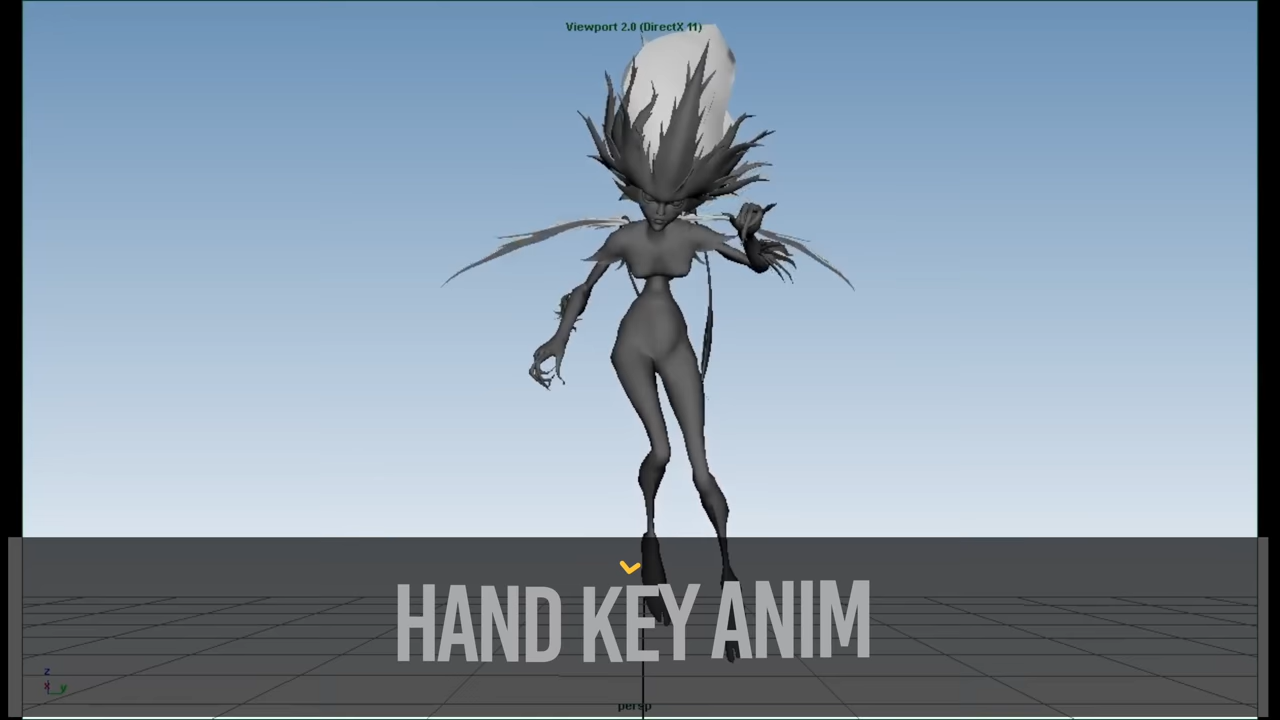 Viewport 2.0 (DirectX 11)
HAND KEY ANIM
z
x y
persp